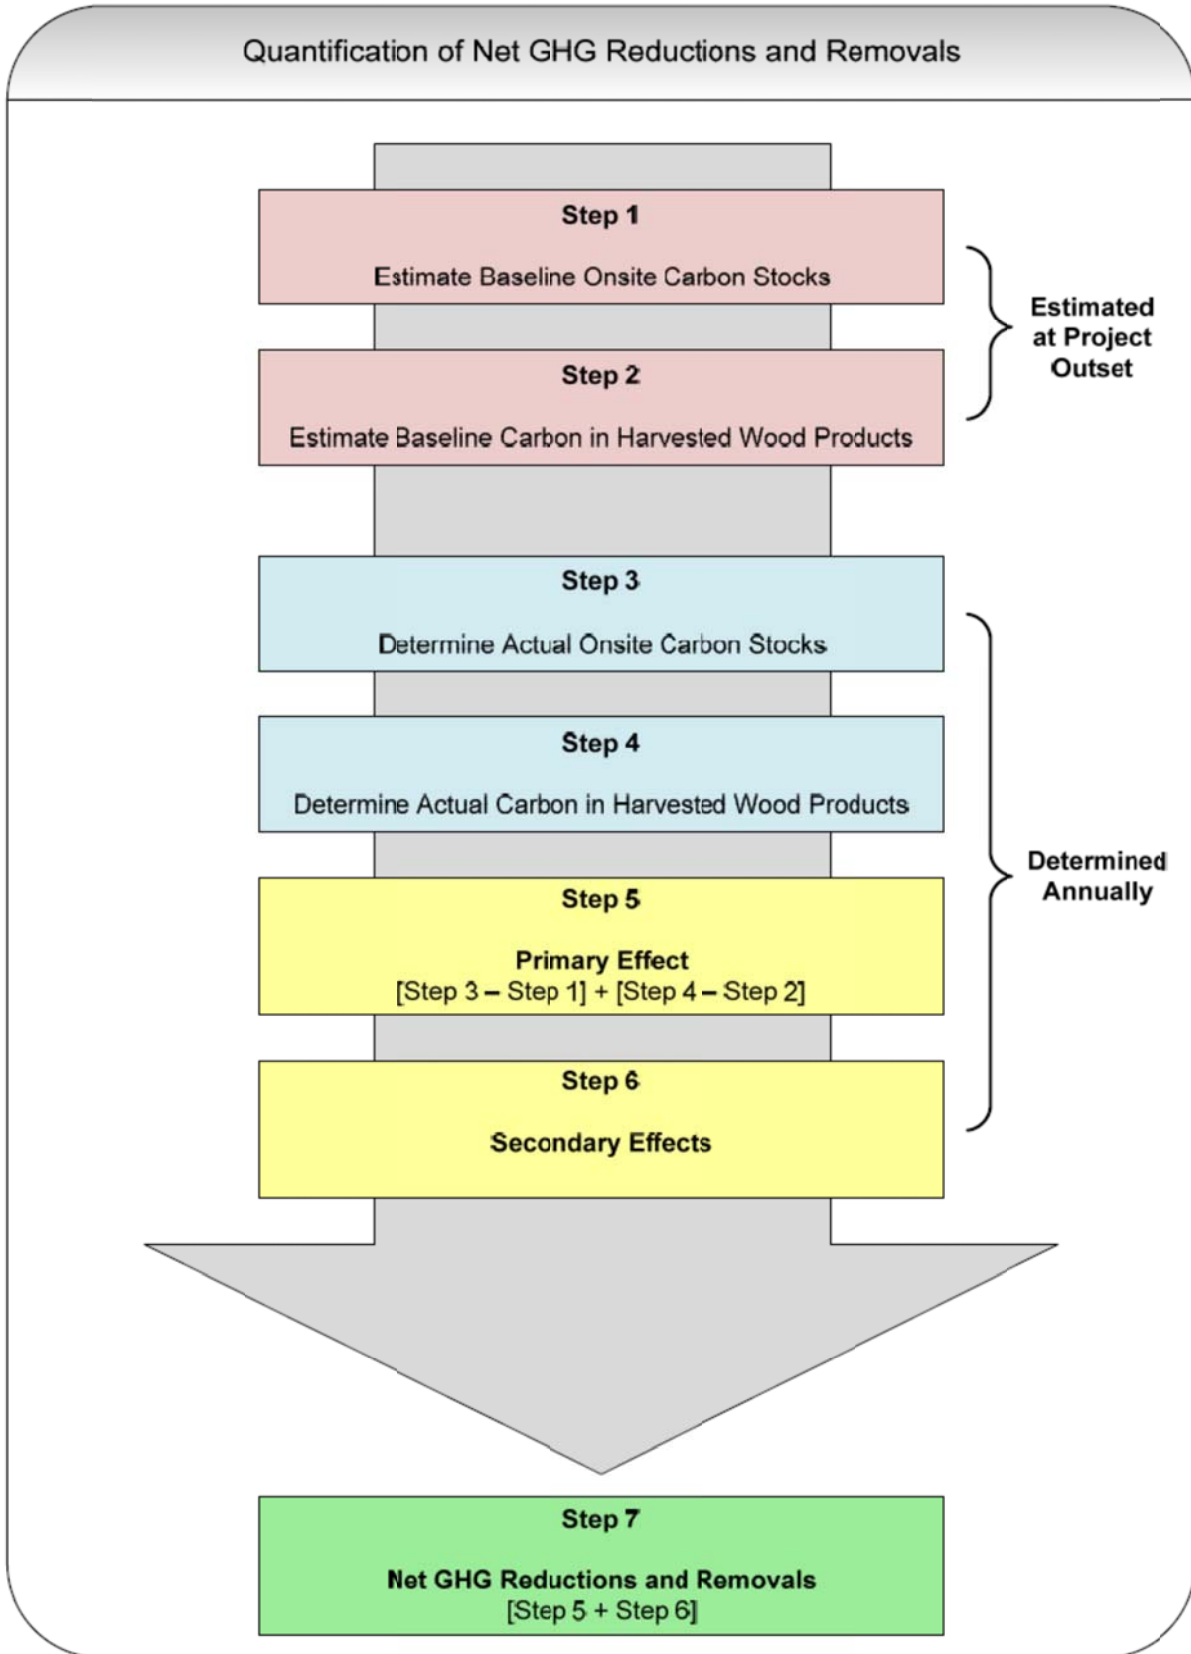 Quantification of Net GHG Reductions and Removals
Step 1
Estimate Baseline Onsite Carbon Stocks
Step 2
Estimate Baseline Carbon in Harvested Wood Products
Estimated
at Project
Outset
Step 3
Determine Actual Onsite Carbon Stocks
Step 4
Determine Actual Carbon in Harvested Wood Products
Step 5
Primary Effect
[Step 3 – Step 1] + [Step 4 – Step 2]
Step 6
Secondary Effects
Determined
Annually
Step 7
Net GHG Reductions and Removals
[Step 5 + Step 6]